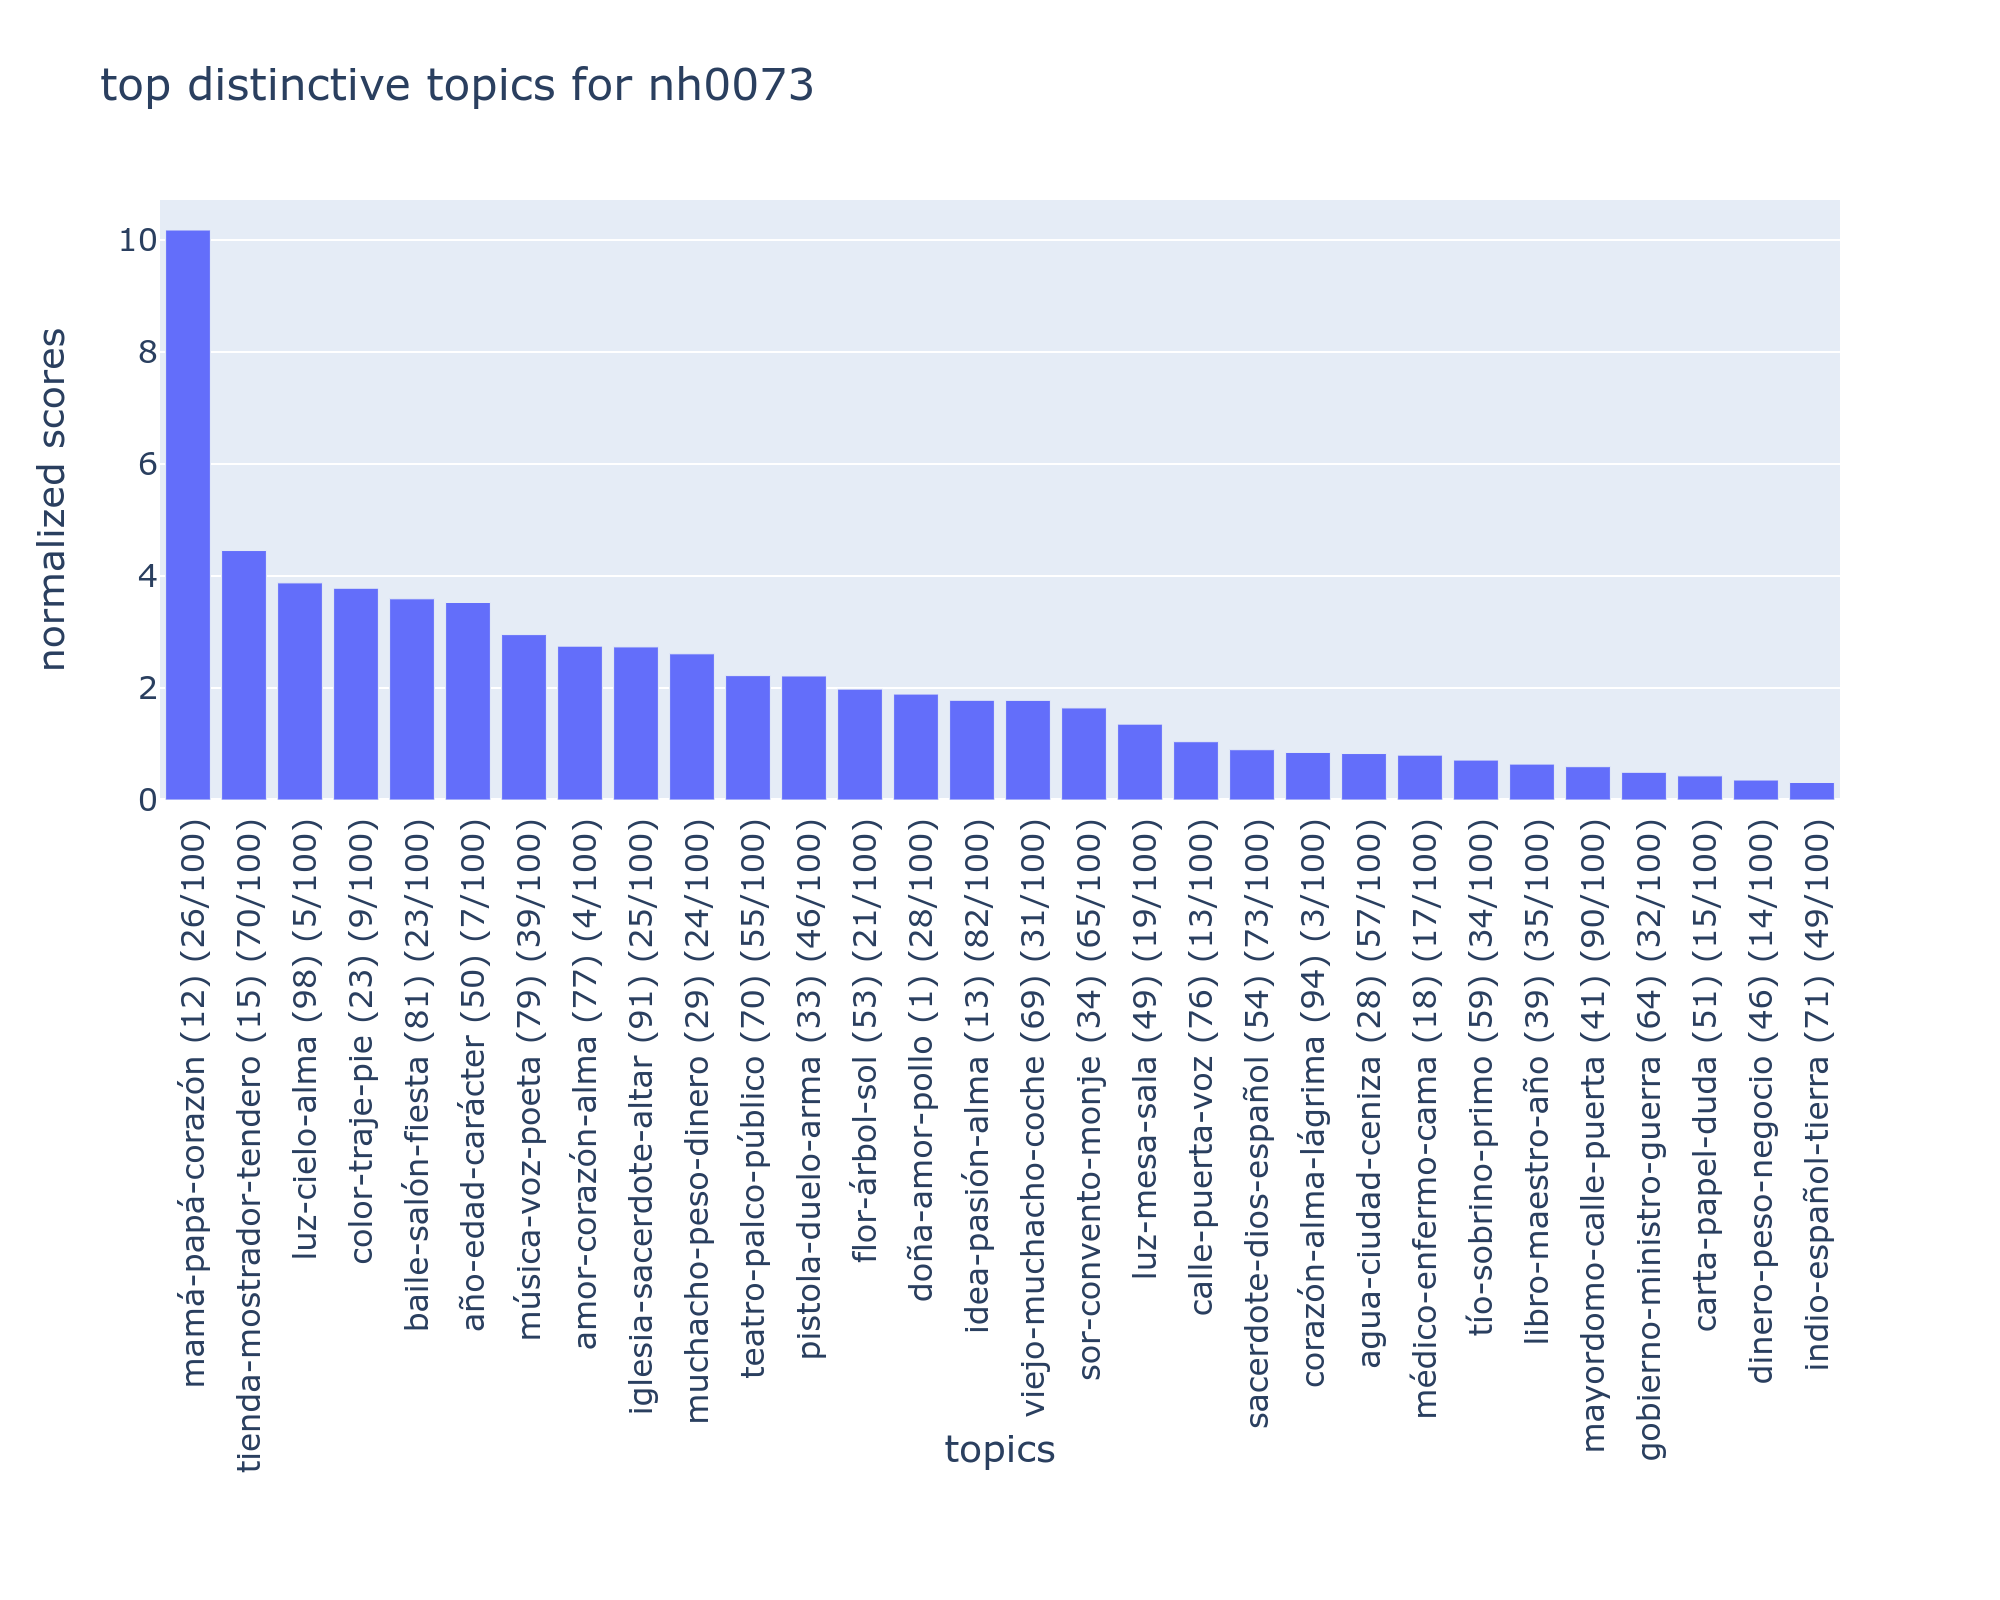 top distinctive topics for nh0073
normalized scores
10
8
6
4
2
0
mamá-papá-corazón (12) (26/100)
tienda-mostrador-tendero (15) (70/100)
luz-cielo-alma (98) (5/100)
color-traje-pie (23) (9/100)
baile-salón-fiesta (81) (23/100)
año-edad-carácter (50) (7/100)
música-voz-poeta (79) (39/100)
amor-corazón-alma (77) (4/100)
iglesia-sacerdote-altar (91) (25/100)
muchacho-peso-dinero (29) (24/100)
teatro-palco-público (70) (55/100)
pistola-duelo-arma (33) (46/100)
flor-árbol-sol (53) (21/100)
doña-amor-pollo (1) (28/100)
idea-pasión-alma (13) (82/100)
viejo-muchacho-coche (69) (31/100)
sor-convento-monje (34) (65/100)
luz-mesa-sala (49) (19/100)
calle-puerta-voz (76) (13/100)
sacerdote-dios-español (54) (73/100)
corazón-alma-lágrima (94) (3/100)
agua-ciudad-ceniza (28) (57/100)
médico-enfermo-cama (18) (17/100)
tío-sobrino-primo (59) (34/100)
libro-maestro-año (39) (35/100)
mayordomo-calle-puerta (41) (90/100)
gobierno-ministro-guerra (64) (32/100)
carta-papel-duda (51) (15/100)
dinero-peso-negocio (46) (14/100)
indio-español-tierra (71) (49/100)
topics